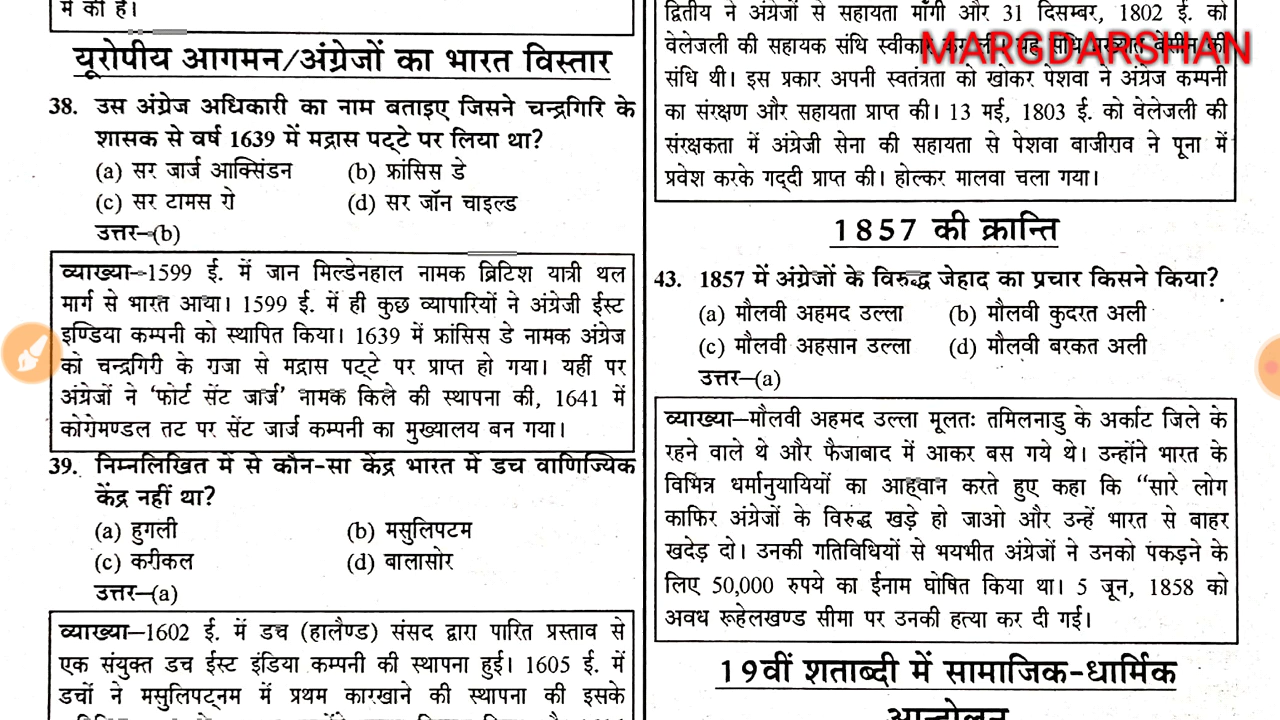 में की है।
यूरोपीय आगमन/अंग्रेजों का भारत विस्तार
38. उस अंग्रेज अधिकारी का नाम बताइए जिसने चन्द्रगिरि के
शासक से वर्ष 1639 में मद्रास पट्टे पर लिया था?
(a) सर जार्ज आक्सिंडन (b) फ्रांसिस डे
(c) सर टामस रो (d) सर जॉन चाइल्ड
उत्तर–(b)
व्याख्या–1599 ई. में जान मिल्डेनहाल नामक ब्रिटिश यात्री थल
मार्ग से भारत आया। 1599 ई. में ही कुछ व्यापारियों ने अंग्रेजी ईस्ट
इण्डिया कम्पनी को स्थापित किया। 1639 में फ्रांसिस डे नामक अंग्रेज
को चन्द्रगिरी के राजा से मद्रास पट्टे पर प्राप्त हो गया। यहीं पर
अंग्रेजों ने ‘फोर्ट सेंट जार्ज’ नामक किले की स्थापना की, 1641 में
कोरोमण्डल तट पर सेंट जार्ज कम्पनी का मुख्यालय बन गया।
39. निम्नलिखित में से कौन-सा केंद्र भारत में डच वाणिज्यिक
केंद्र नहीं था?
(a) हुगली (b) मसुलिपटम
(c) करीकल (d) बालासोर
उत्तर–(a)
व्याख्या–1602 ई. में डच (हालैण्ड) संसद द्वारा पारित प्रस्ताव से
एक संयुक्त डच ईस्ट इंडिया कम्पनी की स्थापना हुई। 1605 ई. में
डचों ने मसुलिपट्नम में प्रथम कारखाने की स्थापना की इसके
द्वितीय ने अंग्रेजों से सहायता माँगी और 31 दिसम्बर, 1802 ई. को
वेलेजली की सहायक संधि स्वीकार
MARGDARSHAN
संधि थी। इस प्रकार अपनी स्वतंत्रता को खोकर पेशवा ने अंग्रेज कम्पनी
का संरक्षण और सहायता प्राप्त की। 13 मई, 1803 ई. को वेलेजली की
संरक्षकता में अंग्रेजी सेना की सहायता से पेशवा बाजीराव ने पूना में
प्रवेश करके गद्दी प्राप्त की। होल्कर मालवा चला गया।
1857 की क्रान्ति
43. 1857 में अंग्रेजों के विरुद्ध जेहाद का प्रचार किसने किया?
(a) मौलवी अहमद उल्ला (b) मौलवी कुदरत अली
(c) मौलवी अहसान उल्ला (d) मौलवी बरकत अली
उत्तर–(a)
व्याख्या–मौलवी अहमद उल्ला मूलतः तमिलनाडु के अर्काट जिले के
रहने वाले थे और फैजाबाद में आकर बस गये थे। उन्होंने भारत के
विभिन्न धर्मानुयायियों का आह्वान करते हुए कहा कि “सारे लोग
काफिर अंग्रेजों के विरुद्ध खड़े हो जाओ और उन्हें भारत से बाहर
खदेड़ दो। उनकी गतिविधियों से भयभीत अंग्रेजों ने उनको पकड़ने के
लिए 50,000 रुपये का ईनाम घोषित किया था। 5 जून, 1858 को
अवध रूहेलखण्ड सीमा पर उनकी हत्या कर दी गई।
19वीं शताब्दी में सामाजिक-धार्मिक
आन्दोलन